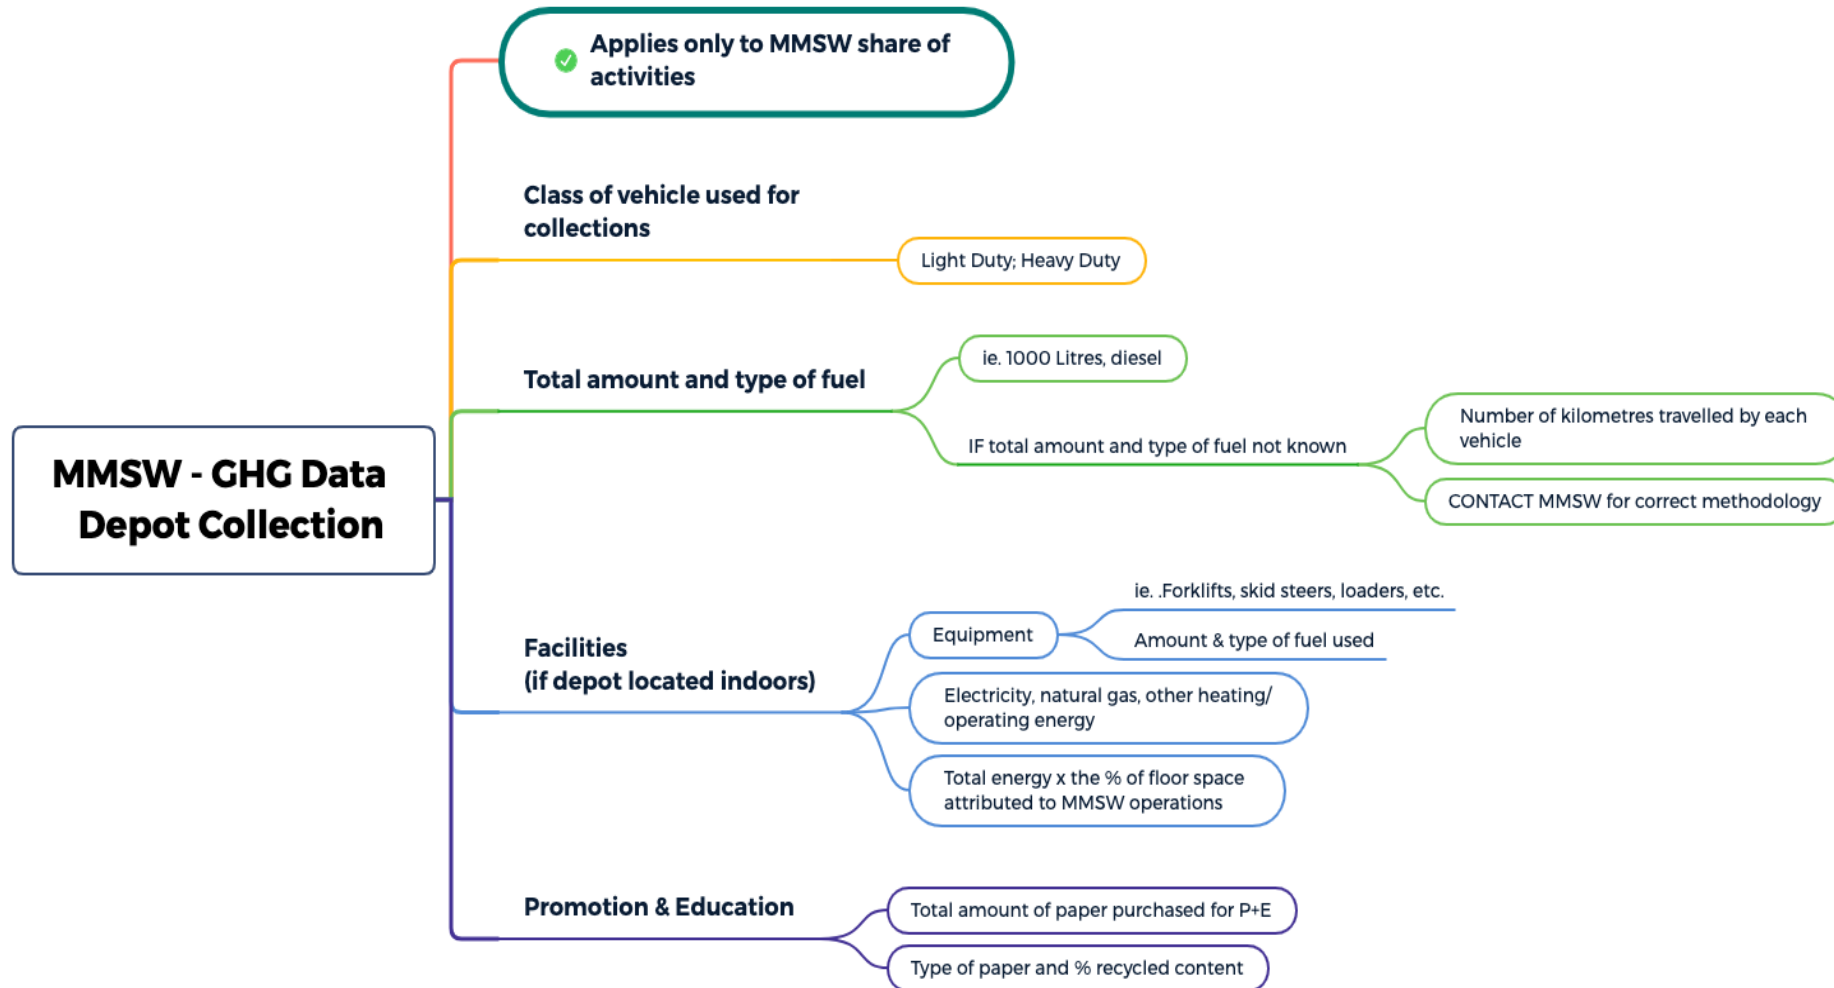 Applies only to MMSW share of
activities
Class of vehicle used for
collections
Light Duty; Heavy Duty
ie. 1000 Litres, diesel
Total amount and type of fuel
Number of kilometres travelled by each
vehicle
IF total amount and type of fuel not known
CONTACT MMSW for correct methodology
MMSW - GHG Data
Depot Collection
ie. .Forklifts, skid steers, loaders, etc.
Equipment
Amount & type of fuel used
Facilities
(if depot located indoors)
Electricity, natural gas, other heating/
operating energy
Total energy x the % of floor space
attributed to MMSW operations
Promotion & Education
Total amount of paper purchased for P+E
Type of paper and % recycled content